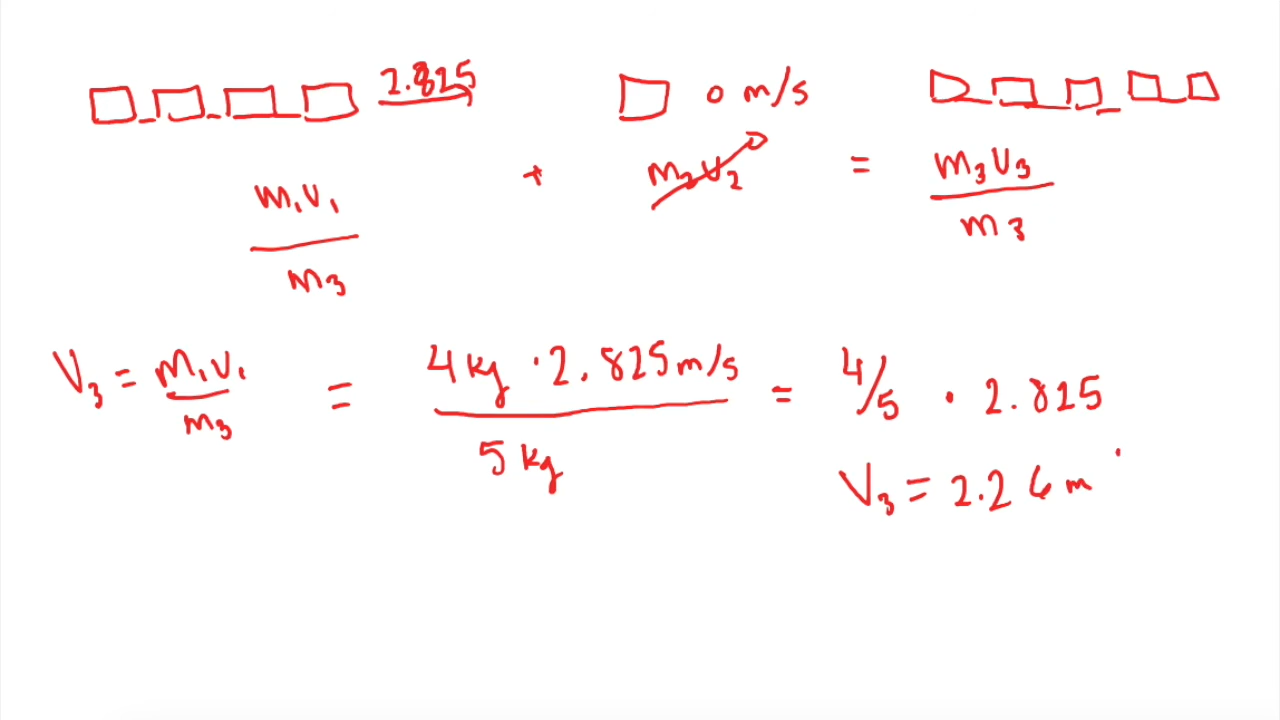 2.825 0 m/s
m₁v₁ + m₂v₂ = m₃v₃
m₃ m₃
V₃ = m₁v₁ / m₃ = 4 kg · 2.825 m/s / 5 kg = 4/5 · 2.825
V₃ = 2.26 m